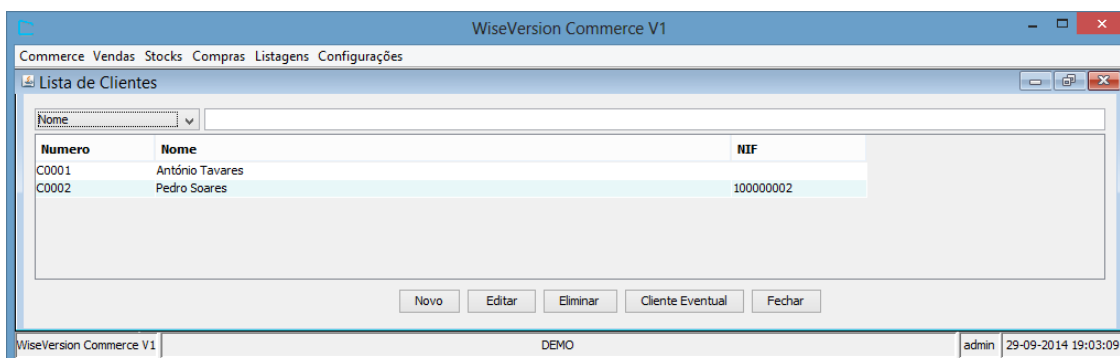 WiseVersion Commerce V1
Commerce Vendas Stocks Compras Listagens Configurações
Lista de Clientes
Nome
Numero Nome NIF
C0001 António Tavares
C0002 Pedro Soares 100000002
Novo Editar Eliminar Cliente Eventual Fechar
WiseVersion Commerce V1 DEMO admin 29-09-2014 19:03:09